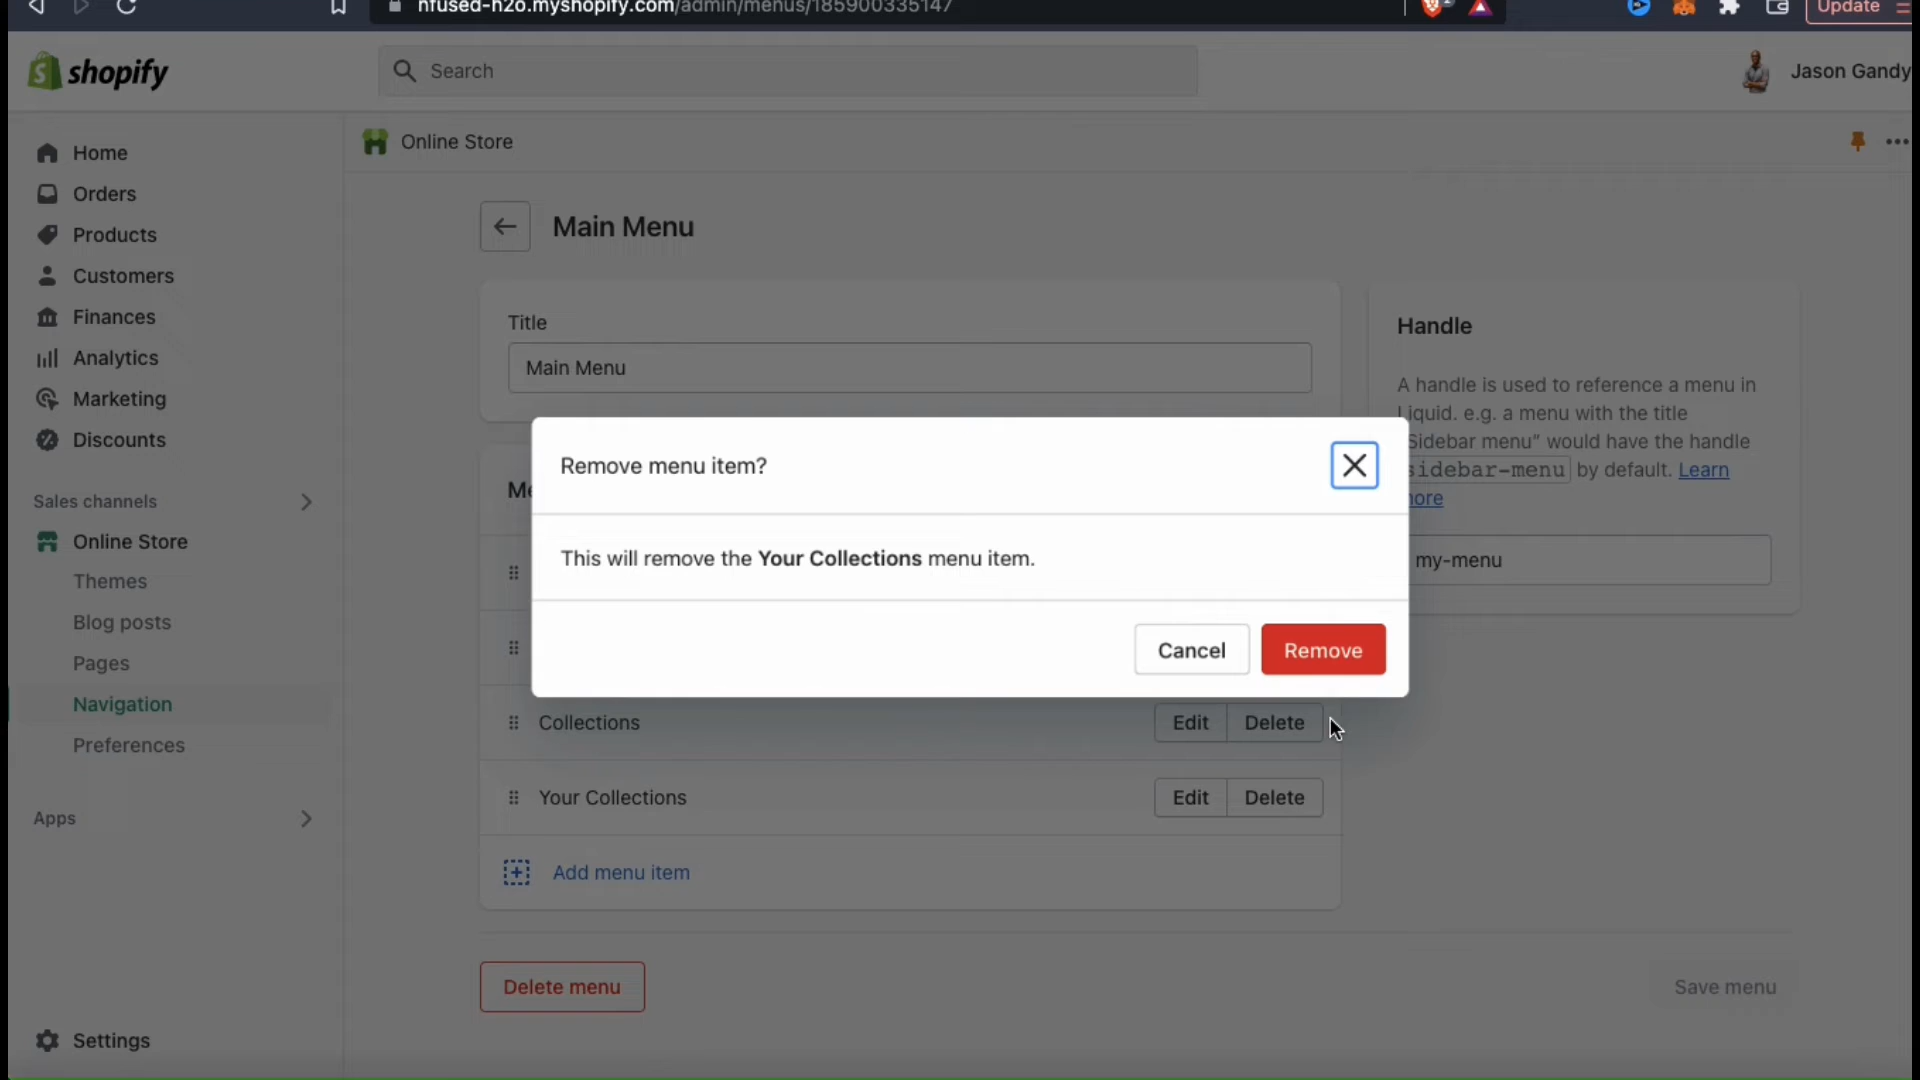 nfused-h2o.myshopify.com/admin/menus/185900335147
Update
shopify
Search
Jason Gandy
Home
Orders
Products
Customers
Finances
Analytics
Marketing
Discounts
Sales channels
Online Store
Themes
Blog posts
Pages
Navigation
Preferences
Apps
Settings
Online Store
Main Menu
Title
Main Menu
Handle
A handle is used to reference a menu in
Liquid. e.g. a menu with the title
Sidebar menu" would have the handle
sidebar-menu by default. Learn
more
my-menu
Remove menu item?
This will remove the Your Collections menu item.
Cancel
Remove
Collections
Edit
Delete
Your Collections
Edit
Delete
Add menu item
Delete menu
Save menu